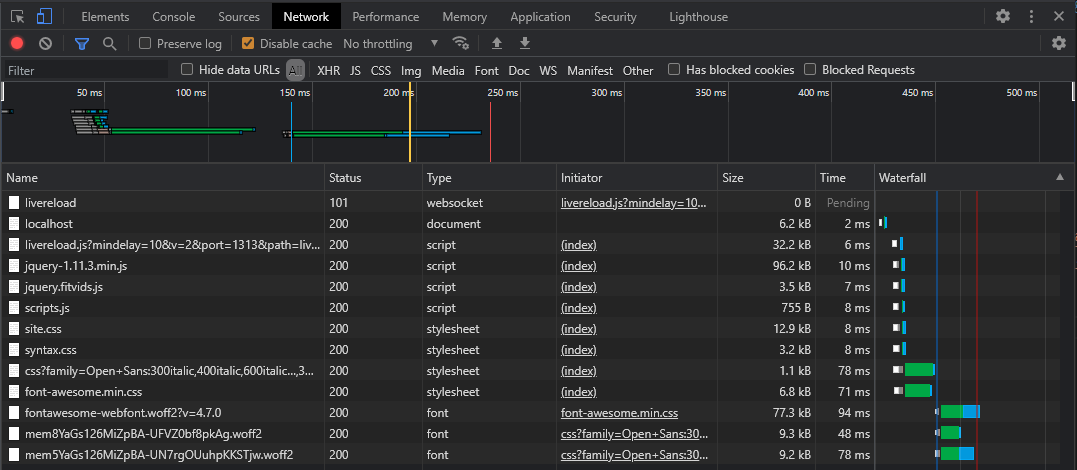 Elements Console Sources Network Performance Memory Application Security Lighthouse
Preserve log Disable cache No throttling
Filter Hide data URLs All XHR JS CSS Img Media Font Doc WS Manifest Other Has blocked cookies Blocked Requests
50 ms 100 ms 150 ms 200 ms 250 ms 300 ms 350 ms 400 ms 450 ms 500 ms
Name Status Type Initiator Size Time Waterfall
livereload 101 websocket livereload.js?mindelay=10... 0 B Pending
localhost 200 document 6.2 kB 2 ms
livereload.js?mindelay=10&v=2&port=1313&path=liv... 200 script (index) 32.2 kB 6 ms
jquery-1.11.3.min.js 200 script (index) 96.2 kB 10 ms
jquery.fitvids.js 200 script (index) 3.5 kB 7 ms
scripts.js 200 script (index) 755 B 8 ms
site.css 200 stylesheet (index) 12.9 kB 8 ms
syntax.css 200 stylesheet (index) 3.2 kB 8 ms
css?family=Open+Sans:300italic,400italic,600italic...,3... 200 stylesheet (index) 1.1 kB 78 ms
font-awesome.min.css 200 stylesheet (index) 6.8 kB 71 ms
fontawesome-webfont.woff2?v=4.7.0 200 font font-awesome.min.css 77.3 kB 94 ms
mem8YaGs126MiZpBA-UFVZ0bf8pkAg.woff2 200 font css?family=Open+Sans:30... 9.3 kB 48 ms
mem5YaGs126MiZpBA-UN7rgOUuhpKKSTjw.woff2 200 font css?family=Open+Sans:30... 9.2 kB 78 ms